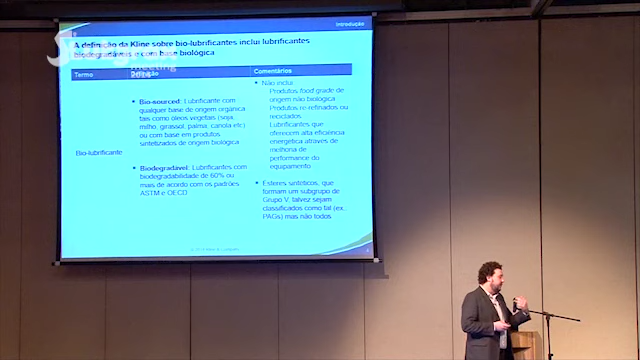 Introdução
A definição da Kline sobre bio-lubrificantes inclui lubrificantes
biodegradáveis e com base biológica
Termo
Definição
Comentários
Bio-lubrificante
• Bio-sourced: Lubrificante com
qualquer base de origem orgânica
tais como óleos vegetais (soja,
milho, girassol, palma, canola etc)
ou com base em produtos
sintetizados de origem biológica
• Biodegradável: Lubrificantes com
biodegradabilidade de 60% ou
mais de acordo com os padrões
ASTM e OECD
• Não inclui
Produtos food grade de
origem não biológica
Produtos re-refinados ou
reciclados
Lubrificantes que
oferecem alta eficiência
energética através de
melhoria de
performance do
equipamento
• Ésteres sintéticos, que
formam um subgrupo de
Grupo V, talvez sejam
classificados como tal (ex.
PAGs) mas não todos
meeting